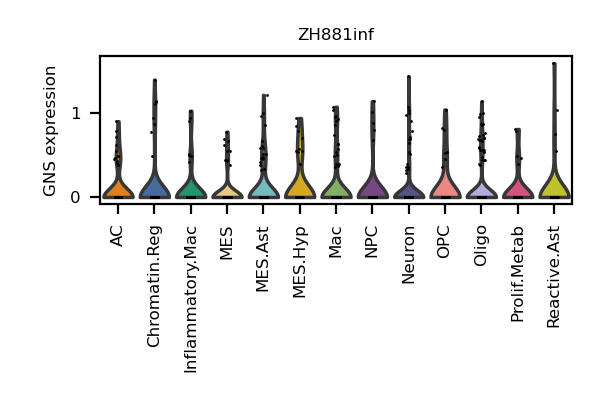 ZH881inf
GNS expression
1
0
AC
Chromatin.Reg
Inflammatory.Mac
MES
MES.Ast
MES.Hyp
Mac
NPC
Neuron
OPC
Oligo
Prolif.Metab
Reactive.Ast